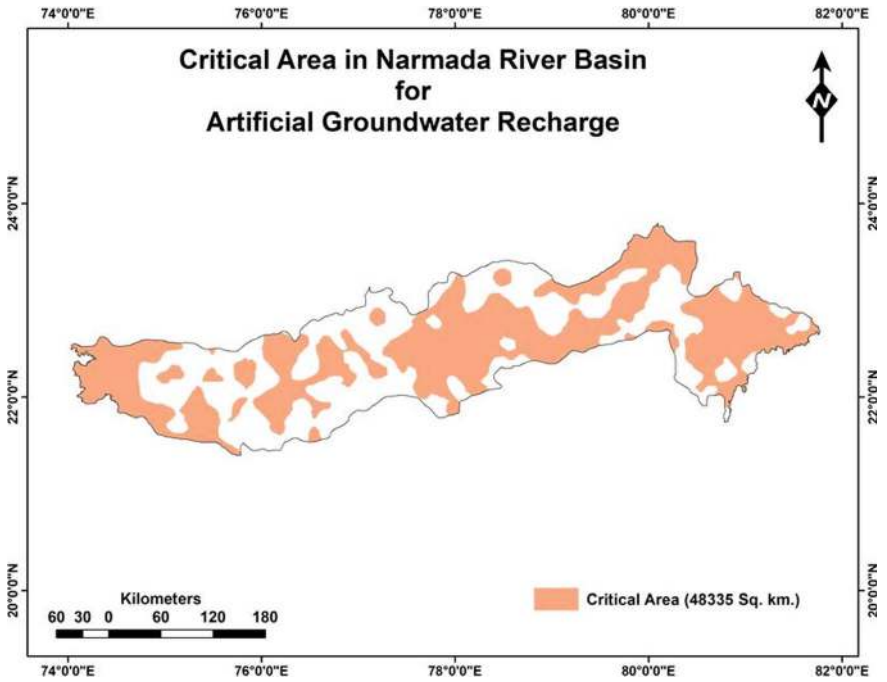 74°0'0"E 76°0'0"E 78°0'0"E 80°0'0"E 82°0'0"E
Critical Area in Narmada River Basin
for
Artificial Groundwater Recharge
N
24°0'0"N 24°0'0"N
22°0'0"N 22°0'0"N
20°0'0"N 20°0'0"N
Kilometers
60 30 0 60 120 180
Critical Area (48335 Sq. km.)
74°0'0"E 76°0'0"E 78°0'0"E 80°0'0"E 82°0'0"E